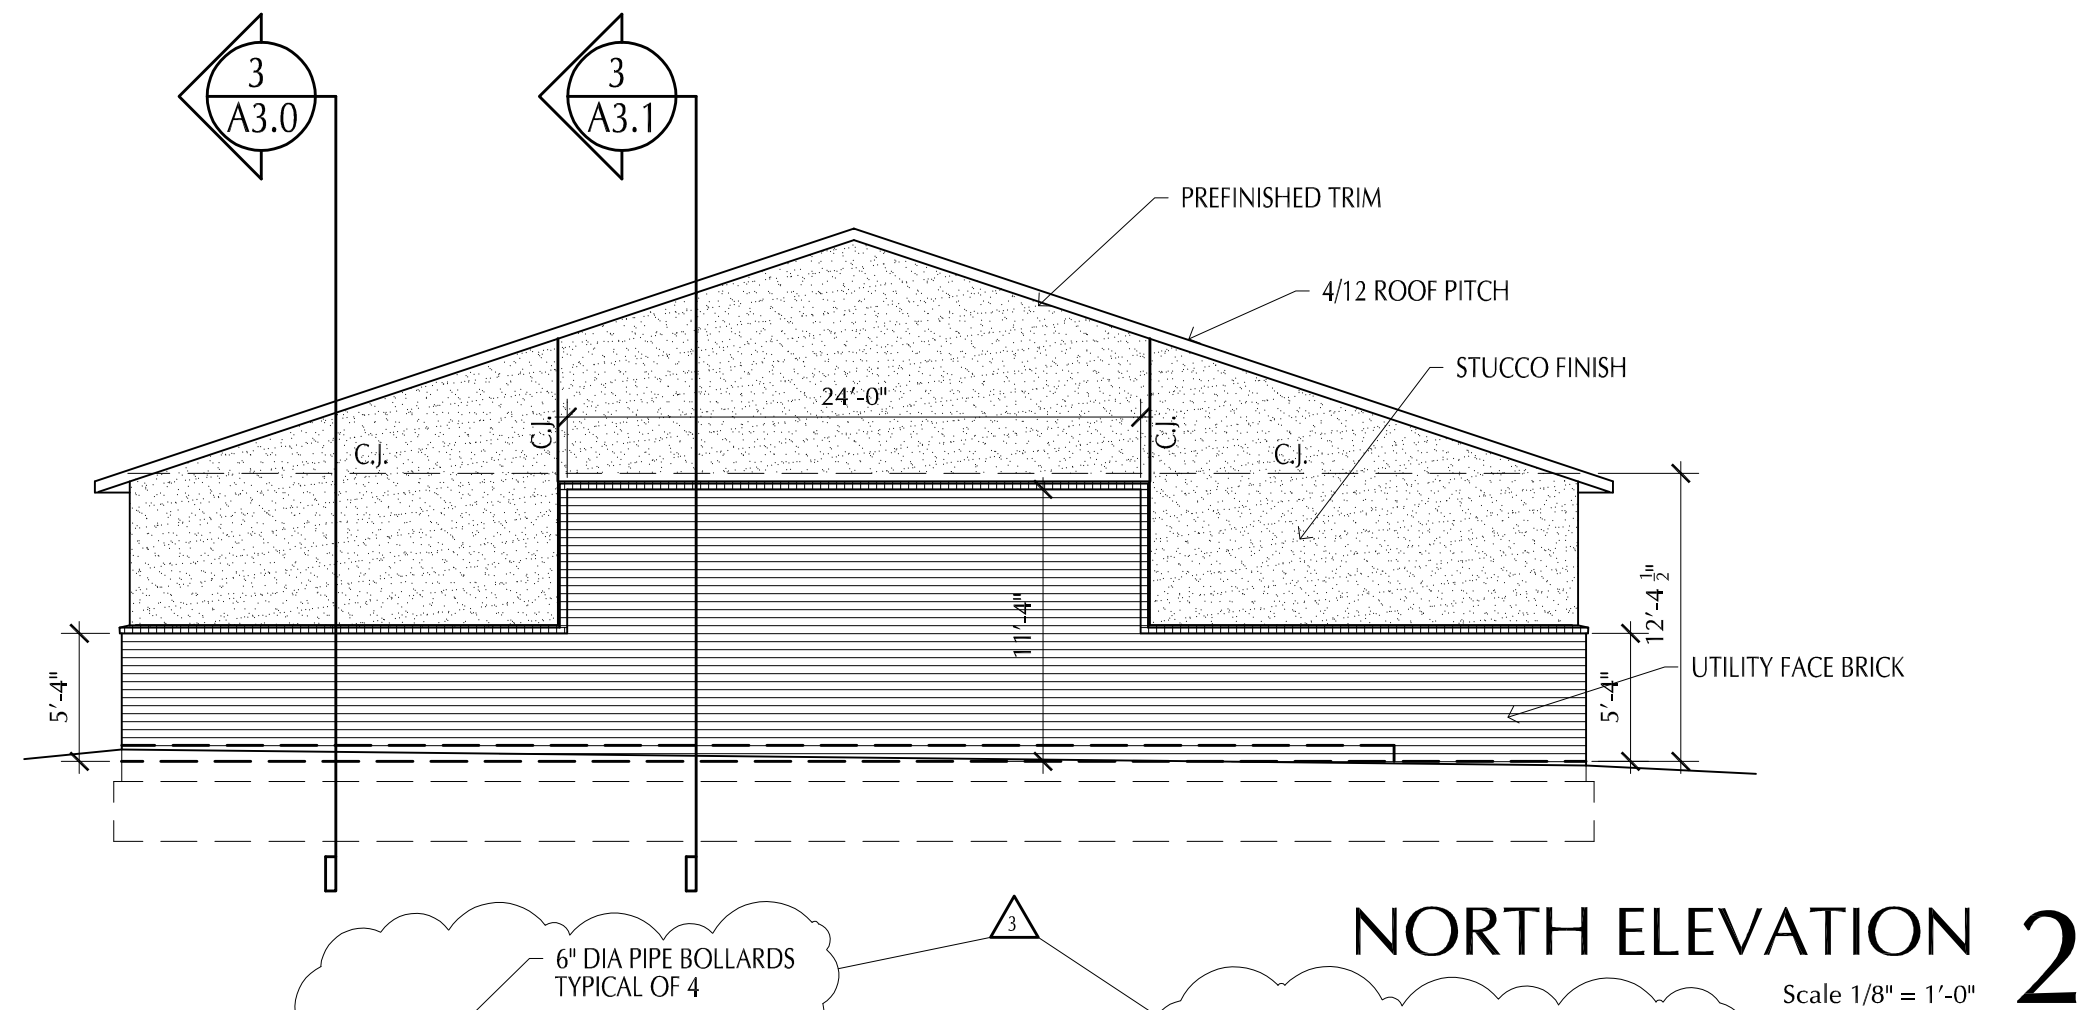 3
A3.0
3
A3.1
PREFINISHED TRIM
4/12 ROOF PITCH
STUCCO FINISH
24'-0"
C.J.
C.J.
C.J.
C.J.
12'-4 1/2"
11'-4"
5'-4"
5'-4"
UTILITY FACE BRICK
3
6" DIA PIPE BOLLARDS
TYPICAL OF 4
NORTH ELEVATION 2
Scale 1/8" = 1'-0"